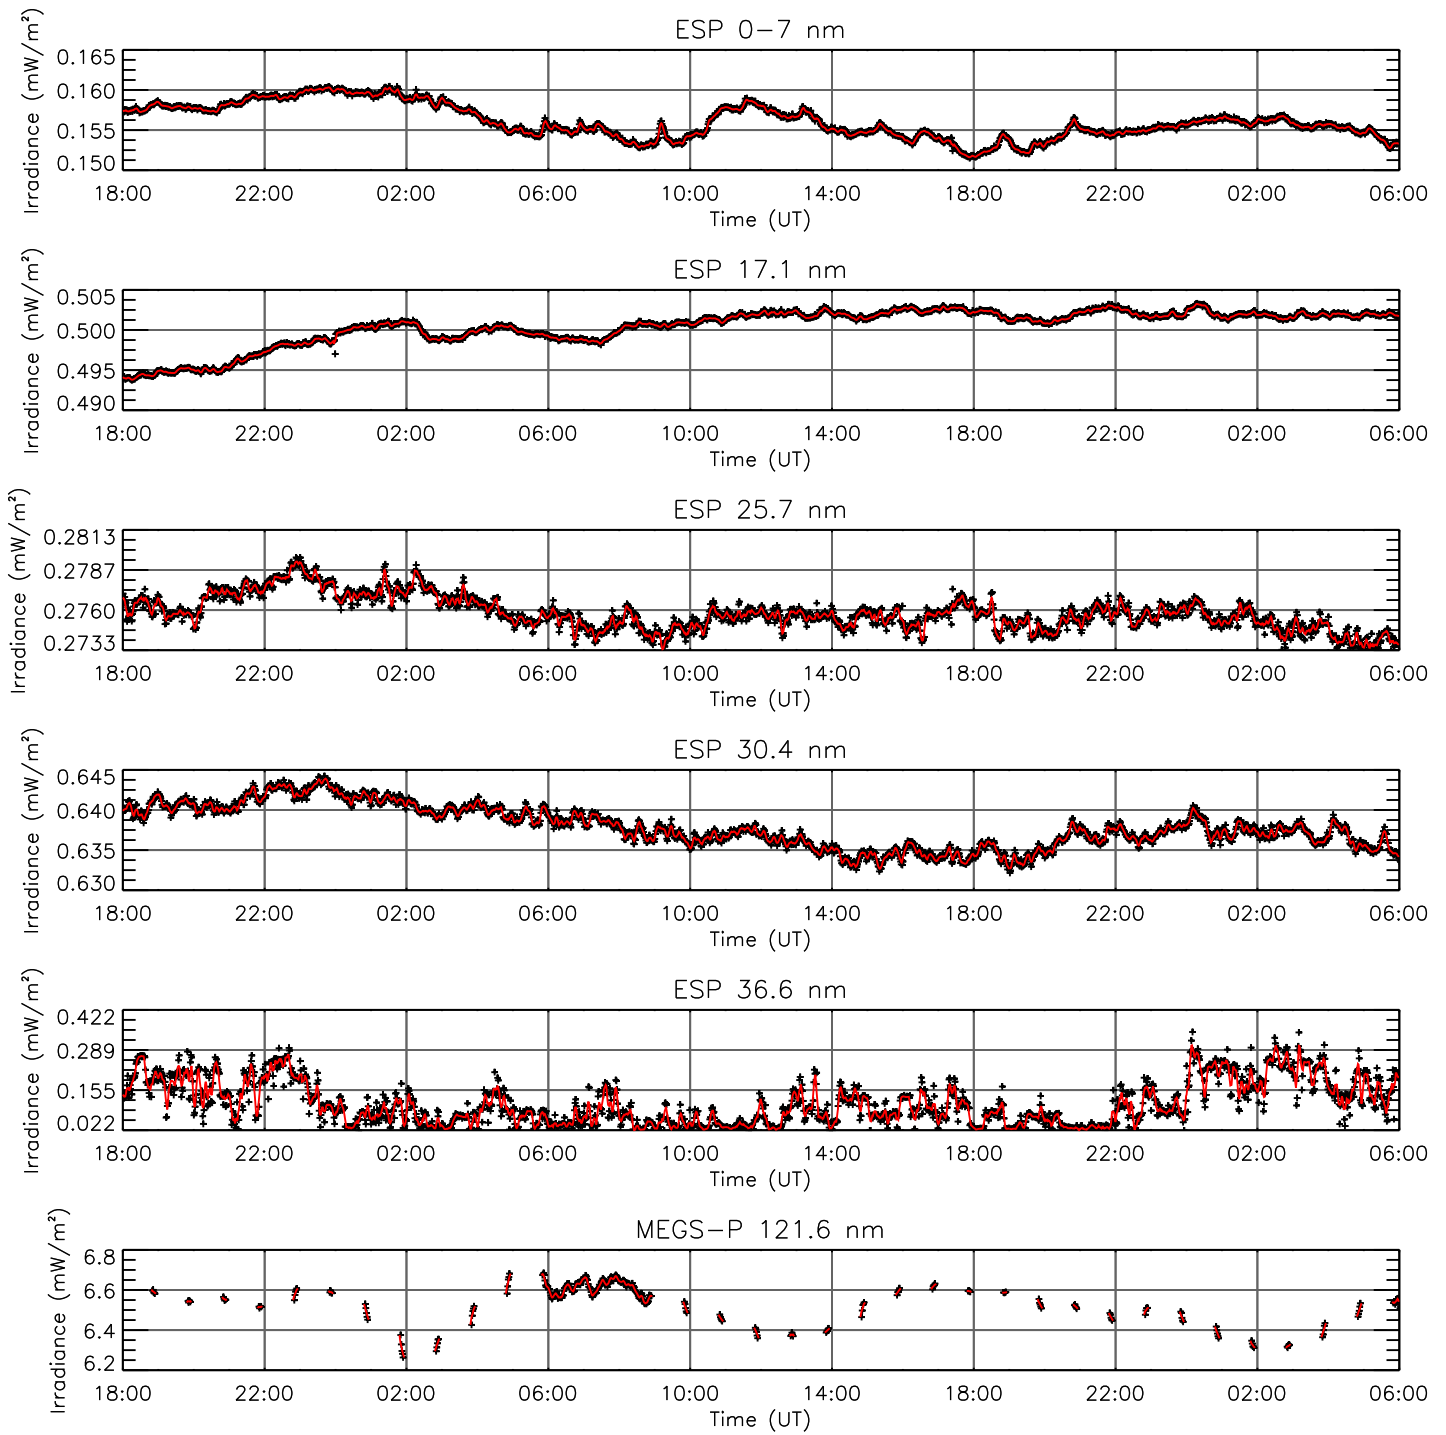 ESP 0-7 nm
Irradiance (mW/m²)
0.165
0.160
0.155
0.150
18:00 22:00 02:00 06:00 10:00 14:00 18:00 22:00 02:00 06:00
Time (UT)
ESP 17.1 nm
Irradiance (mW/m²)
0.505
0.500
0.495
0.490
18:00 22:00 02:00 06:00 10:00 14:00 18:00 22:00 02:00 06:00
Time (UT)
ESP 25.7 nm
Irradiance (mW/m²)
0.2813
0.2787
0.2760
0.2733
18:00 22:00 02:00 06:00 10:00 14:00 18:00 22:00 02:00 06:00
Time (UT)
ESP 30.4 nm
Irradiance (mW/m²)
0.645
0.640
0.635
0.630
18:00 22:00 02:00 06:00 10:00 14:00 18:00 22:00 02:00 06:00
Time (UT)
ESP 36.6 nm
Irradiance (mW/m²)
0.422
0.289
0.155
0.022
18:00 22:00 02:00 06:00 10:00 14:00 18:00 22:00 02:00 06:00
Time (UT)
MEGS-P 121.6 nm
Irradiance (mW/m²)
6.8
6.6
6.4
6.2
18:00 22:00 02:00 06:00 10:00 14:00 18:00 22:00 02:00 06:00
Time (UT)